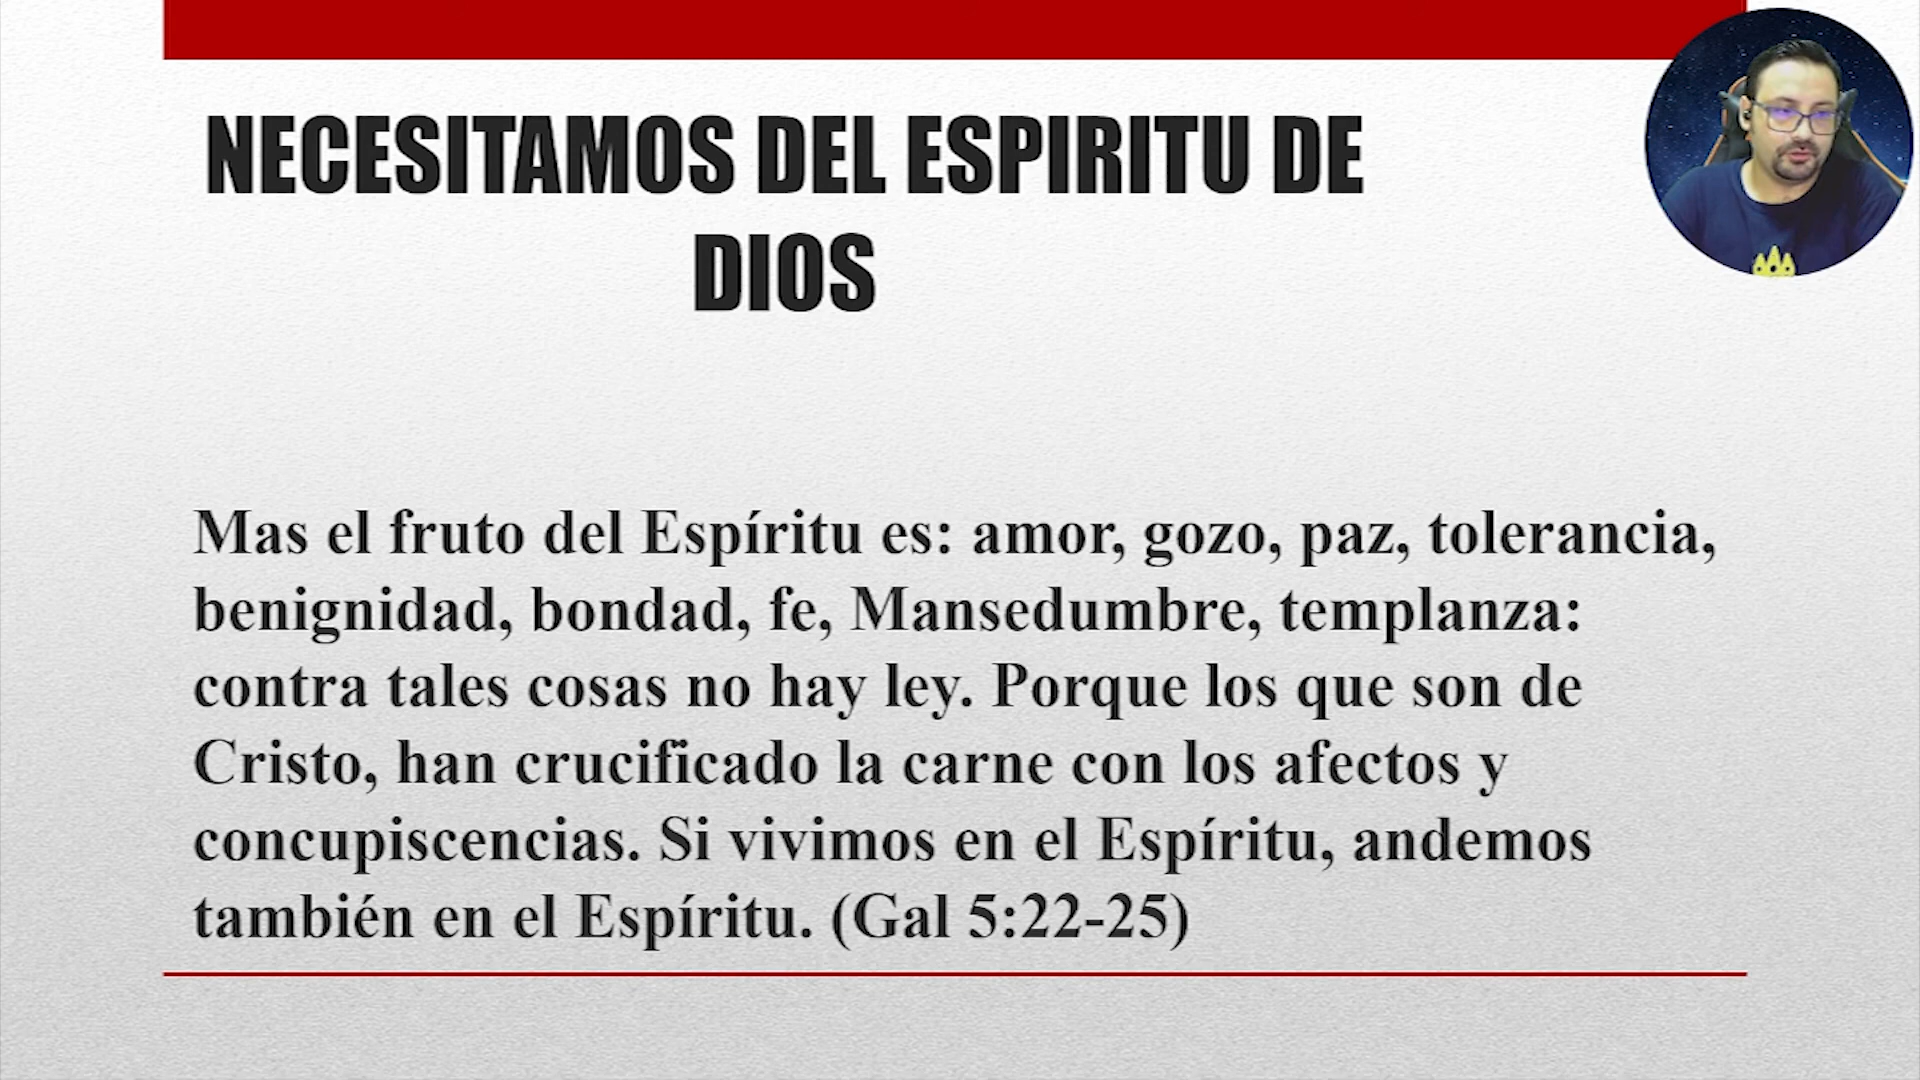 NECESITAMOS DEL ESPIRITU DE
DIOS
Mas el fruto del Espíritu es: amor, gozo, paz, tolerancia,
benignidad, bondad, fe, Mansedumbre, templanza:
contra tales cosas no hay ley. Porque los que son de
Cristo, han crucificado la carne con los afectos y
concupiscencias. Si vivimos en el Espíritu, andemos
también en el Espíritu. (Gal 5:22-25)